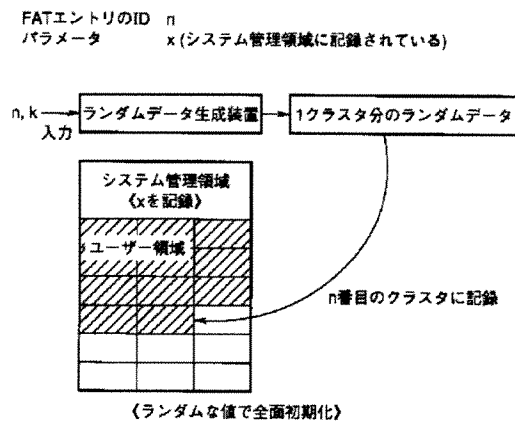 FATエントリのID n
パラメータ x (システム管理領域に記録されている)
n, k
入力
ランダムデータ生成装置
1クラスタ分のランダムデータ
システム管理領域
《xを記録》
ユーザー領域
n番目のクラスタに記録
《ランダムな値で全面初期化》